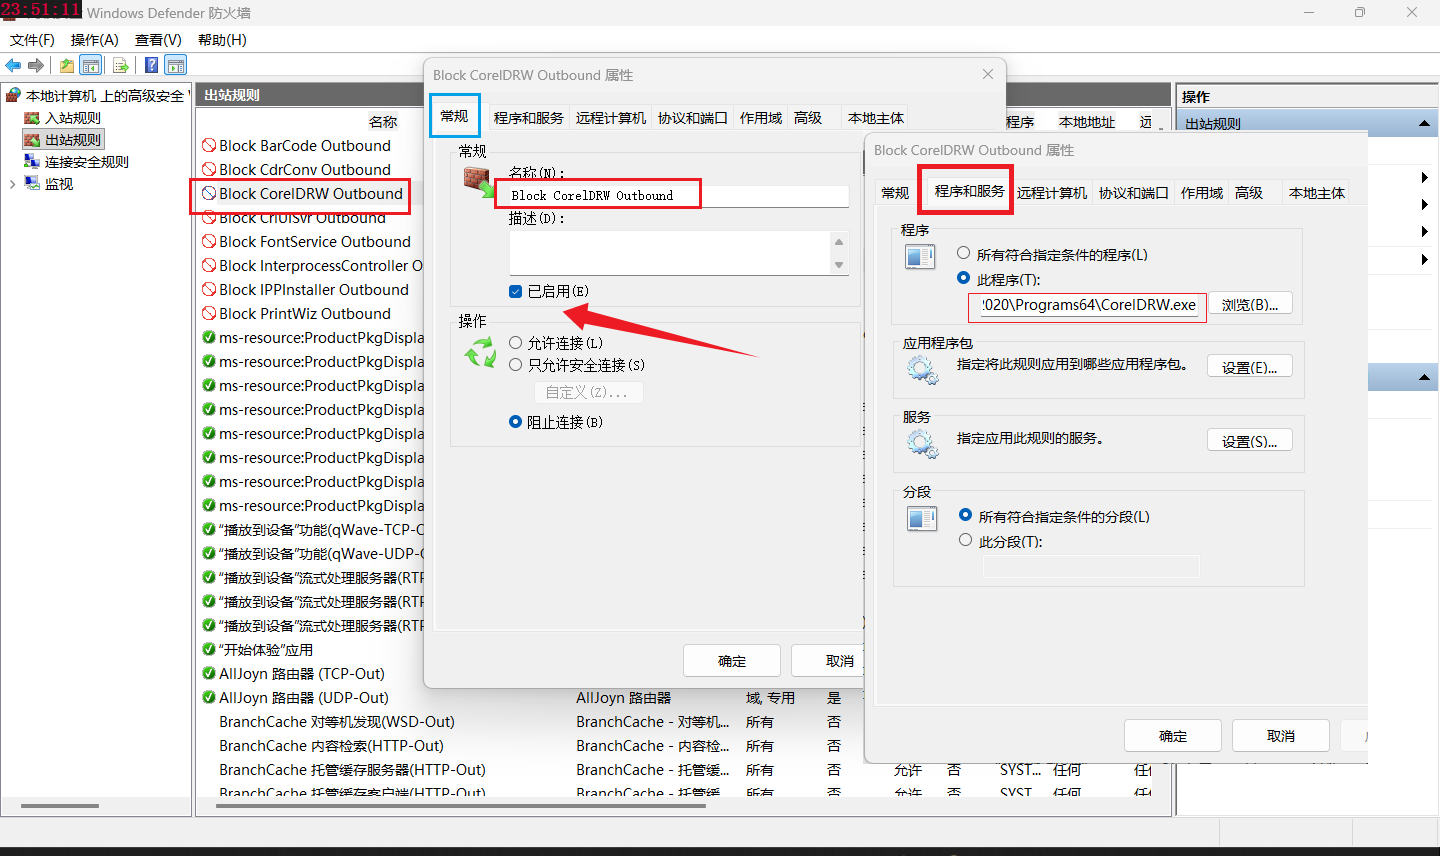 23:51:11
Windows Defender 防火墙
文件(F) 操作(A) 查看(V) 帮助(H)
本地计算机 上的高级安全
入站规则
出站规则
连接安全规则
监视
出站规则
名称
程序 本地地址 远
Block BarCode Outbound
Block CdrConv Outbound
Block CorelDRW Outbound
Block CrlUISvr Outbound
Block FontService Outbound
Block InterprocessController O
Block IPPInstaller Outbound
Block PrintWiz Outbound
ms-resource:ProductPkgDispla
ms-resource:ProductPkgDispla
ms-resource:ProductPkgDispla
ms-resource:ProductPkgDispla
ms-resource:ProductPkgDispla
ms-resource:ProductPkgDispla
ms-resource:ProductPkgDispla
ms-resource:ProductPkgDispla
“播放到设备”功能(qWave-TCP-C
“播放到设备”功能(qWave-UDP-
“播放到设备”流式处理服务器(RTP
“播放到设备”流式处理服务器(RTP
“播放到设备”流式处理服务器(RTP
“开始体验”应用
AllJoyn 路由器 (TCP-Out)
AllJoyn 路由器 (UDP-Out) AllJoyn 路由器 域, 专用 是
BranchCache 对等机发现(WSD-Out) BranchCache - 对等机... 所有 否
BranchCache 内容检索(HTTP-Out) BranchCache - 内容检... 所有 否
BranchCache 托管缓存服务器(HTTP-Out) BranchCache - 托管缓... 所有 否 允许 否 SYST... 任何 任
BranchCache 托管缓存客户端(HTTP-Out) BranchCache - 托管缓... 所有 否 允许 否 SYST... 任何 任
操作
出站规则
Block CorelDRW Outbound 属性
常规 程序和服务 远程计算机 协议和端口 作用域 高级 本地主体
常规
名称(N):
Block CorelDRW Outbound
描述(D):
已启用(E)
操作
允许连接(L)
只允许安全连接(S)
自定义(Z)...
阻止连接(B)
确定 取消
Block CorelDRW Outbound 属性
常规 程序和服务 远程计算机 协议和端口 作用域 高级 本地主体
程序
所有符合指定条件的程序(L)
此程序(T):
2020\Programs64\CorelDRW.exe 浏览(B)...
应用程序包
指定将此规则应用到哪些应用程序包。 设置(E)...
服务
指定应用此规则的服务。 设置(S)...
分段
所有符合指定条件的分段(L)
此分段(T):
确定 取消